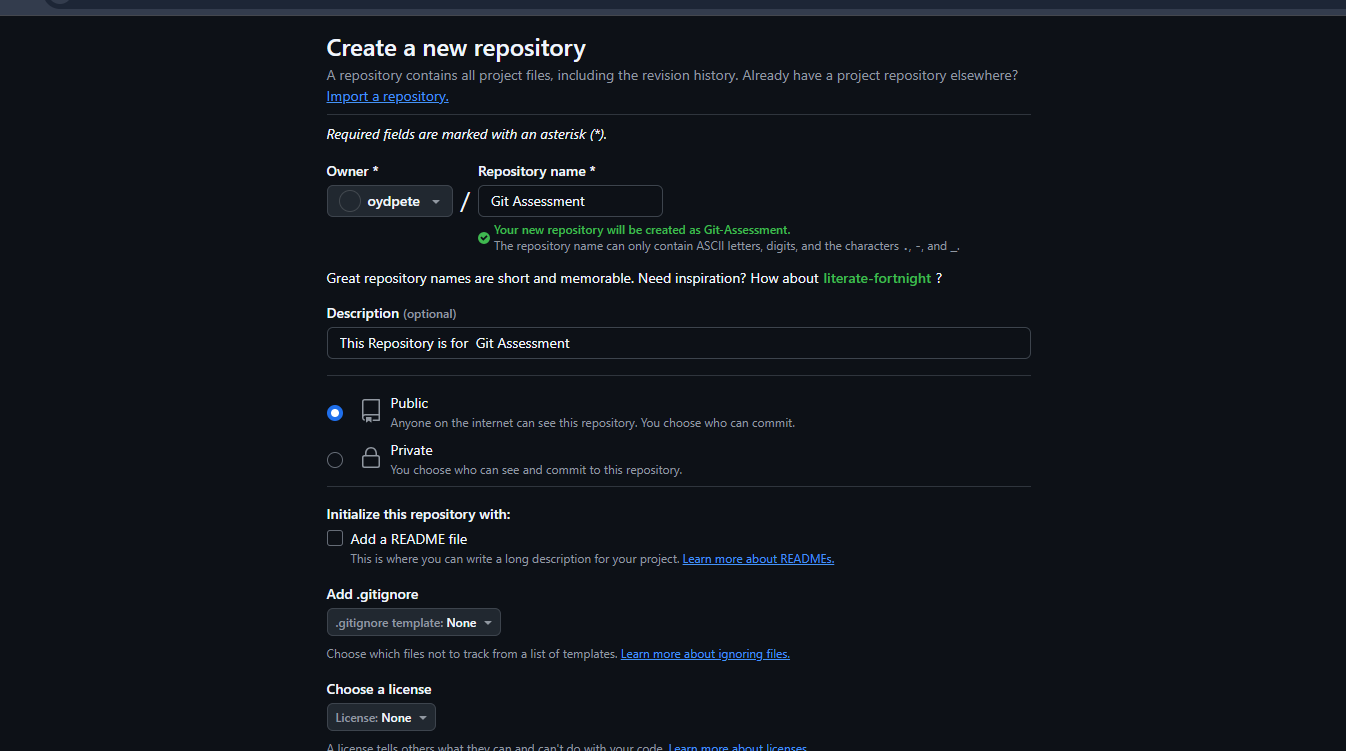 Create a new repository
A repository contains all project files, including the revision history. Already have a project repository elsewhere?
Import a repository.
Required fields are marked with an asterisk (*).
Owner *
Repository name *
oydpete
/
Git Assessment
Your new repository will be created as Git-Assessment.
The repository name can only contain ASCII letters, digits, and the characters ., -, and _.
Great repository names are short and memorable. Need inspiration? How about literate-fortnight ?
Description (optional)
This Repository is for  Git Assessment
Public
Anyone on the internet can see this repository. You choose who can commit.
Private
You choose who can see and commit to this repository.
Initialize this repository with:
Add a README file
This is where you can write a long description for your project. Learn more about READMEs.
Add .gitignore
.gitignore template: None
Choose which files not to track from a list of templates. Learn more about ignoring files.
Choose a license
License: None
A license tells others what they can and can't do with your code. Learn more about licenses.